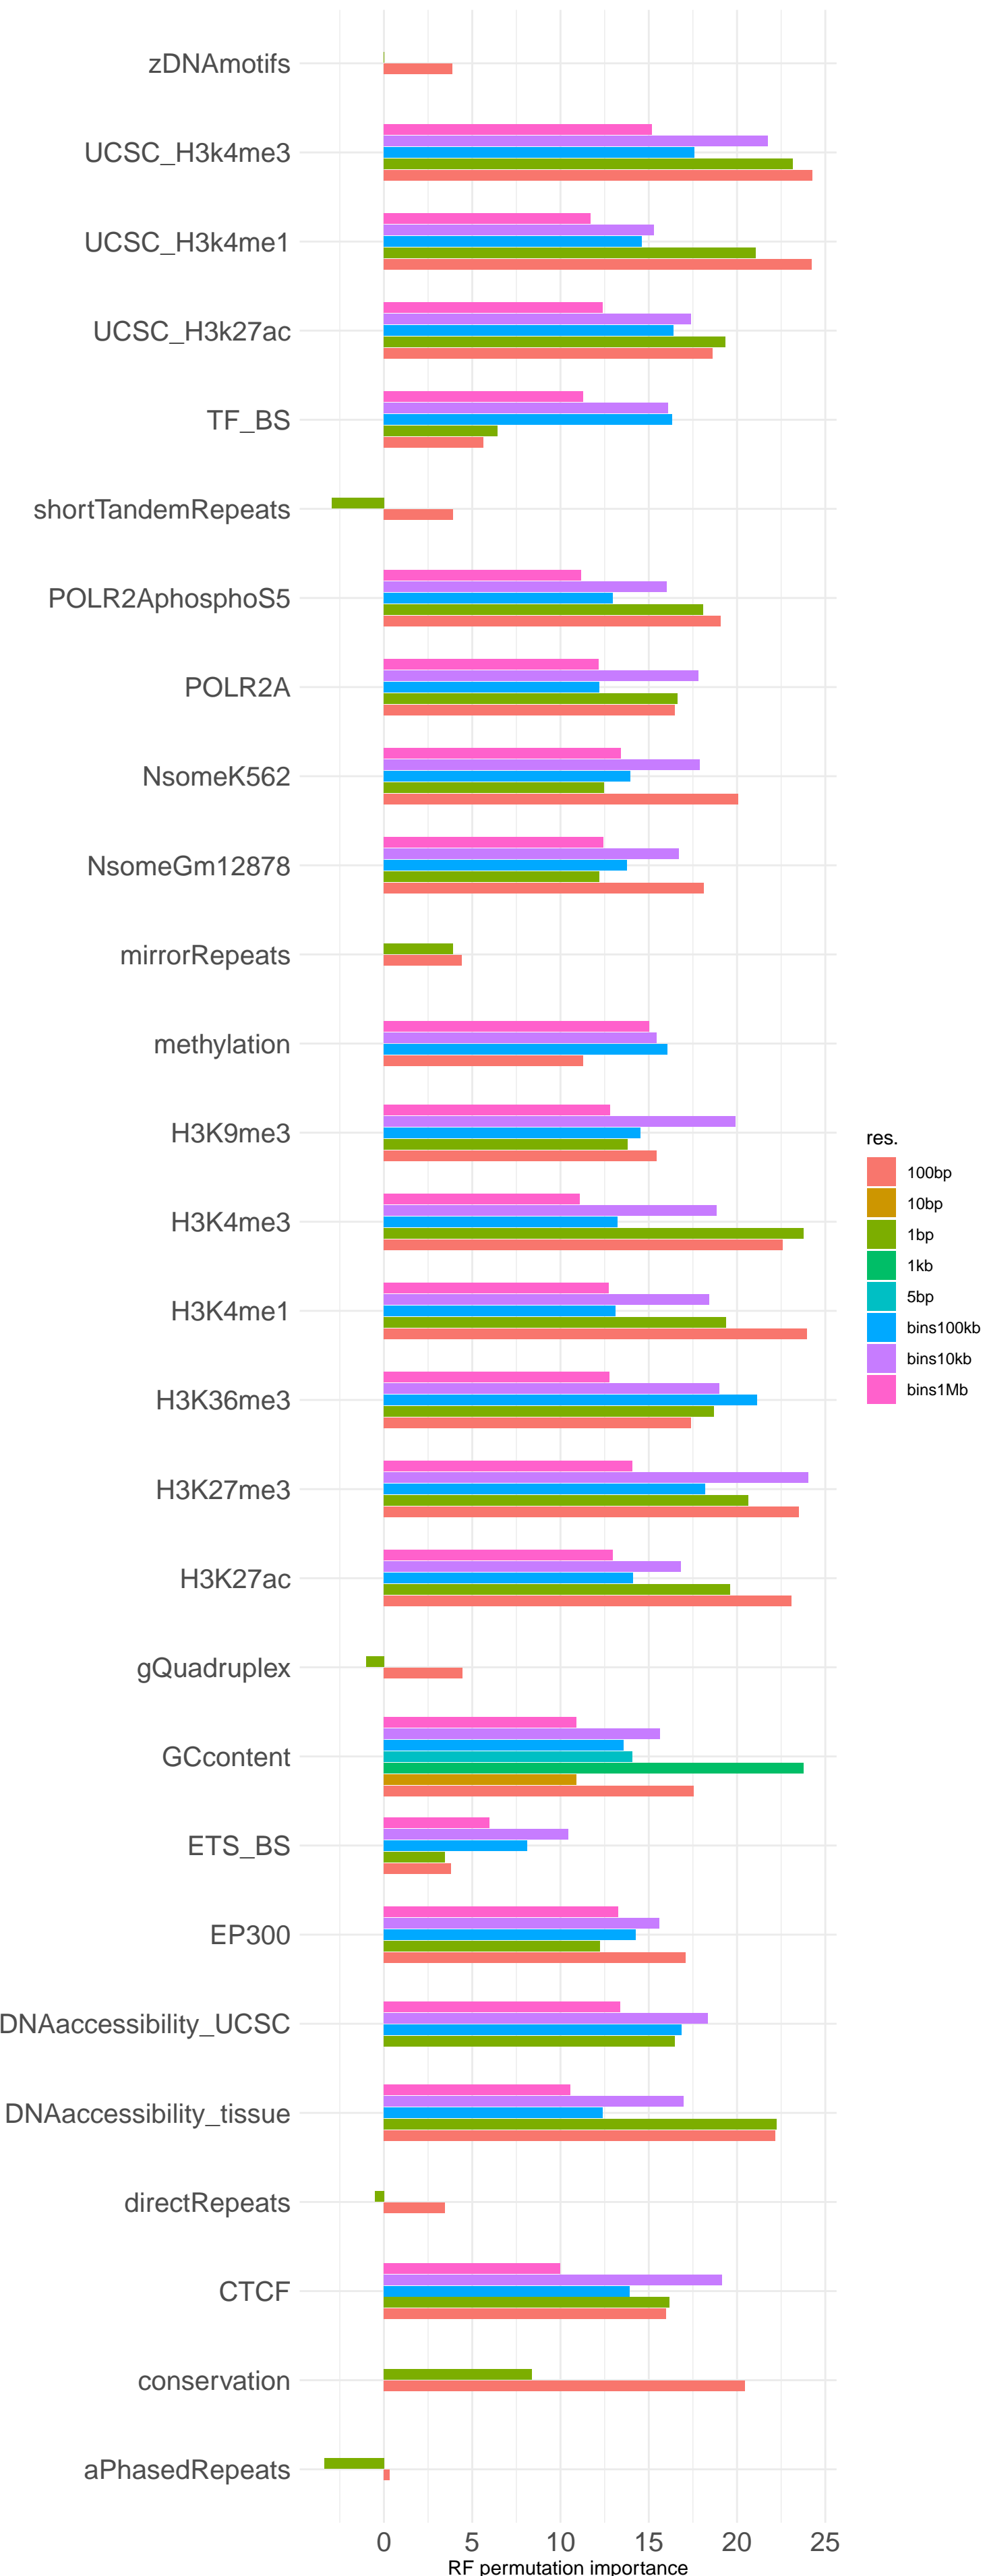 zDNAmotifs
UCSC_H3k4me3
UCSC_H3k4me1
UCSC_H3k27ac
TF_BS
shortTandemRepeats
POLR2AphosphoS5
POLR2A
NsomeK562
NsomeGm12878
mirrorRepeats
methylation
H3K9me3
H3K4me3
H3K4me1
H3K36me3
H3K27me3
H3K27ac
gQuadruplex
GCcontent
ETS_BS
EP300
DNAaccessibility_UCSC
DNAaccessibility_tissue
directRepeats
CTCF
conservation
aPhasedRepeats
0 5 10 15 20 25
RF permutation importance
res.
100bp
10bp
1bp
1kb
5bp
bins100kb
bins10kb
bins1Mb